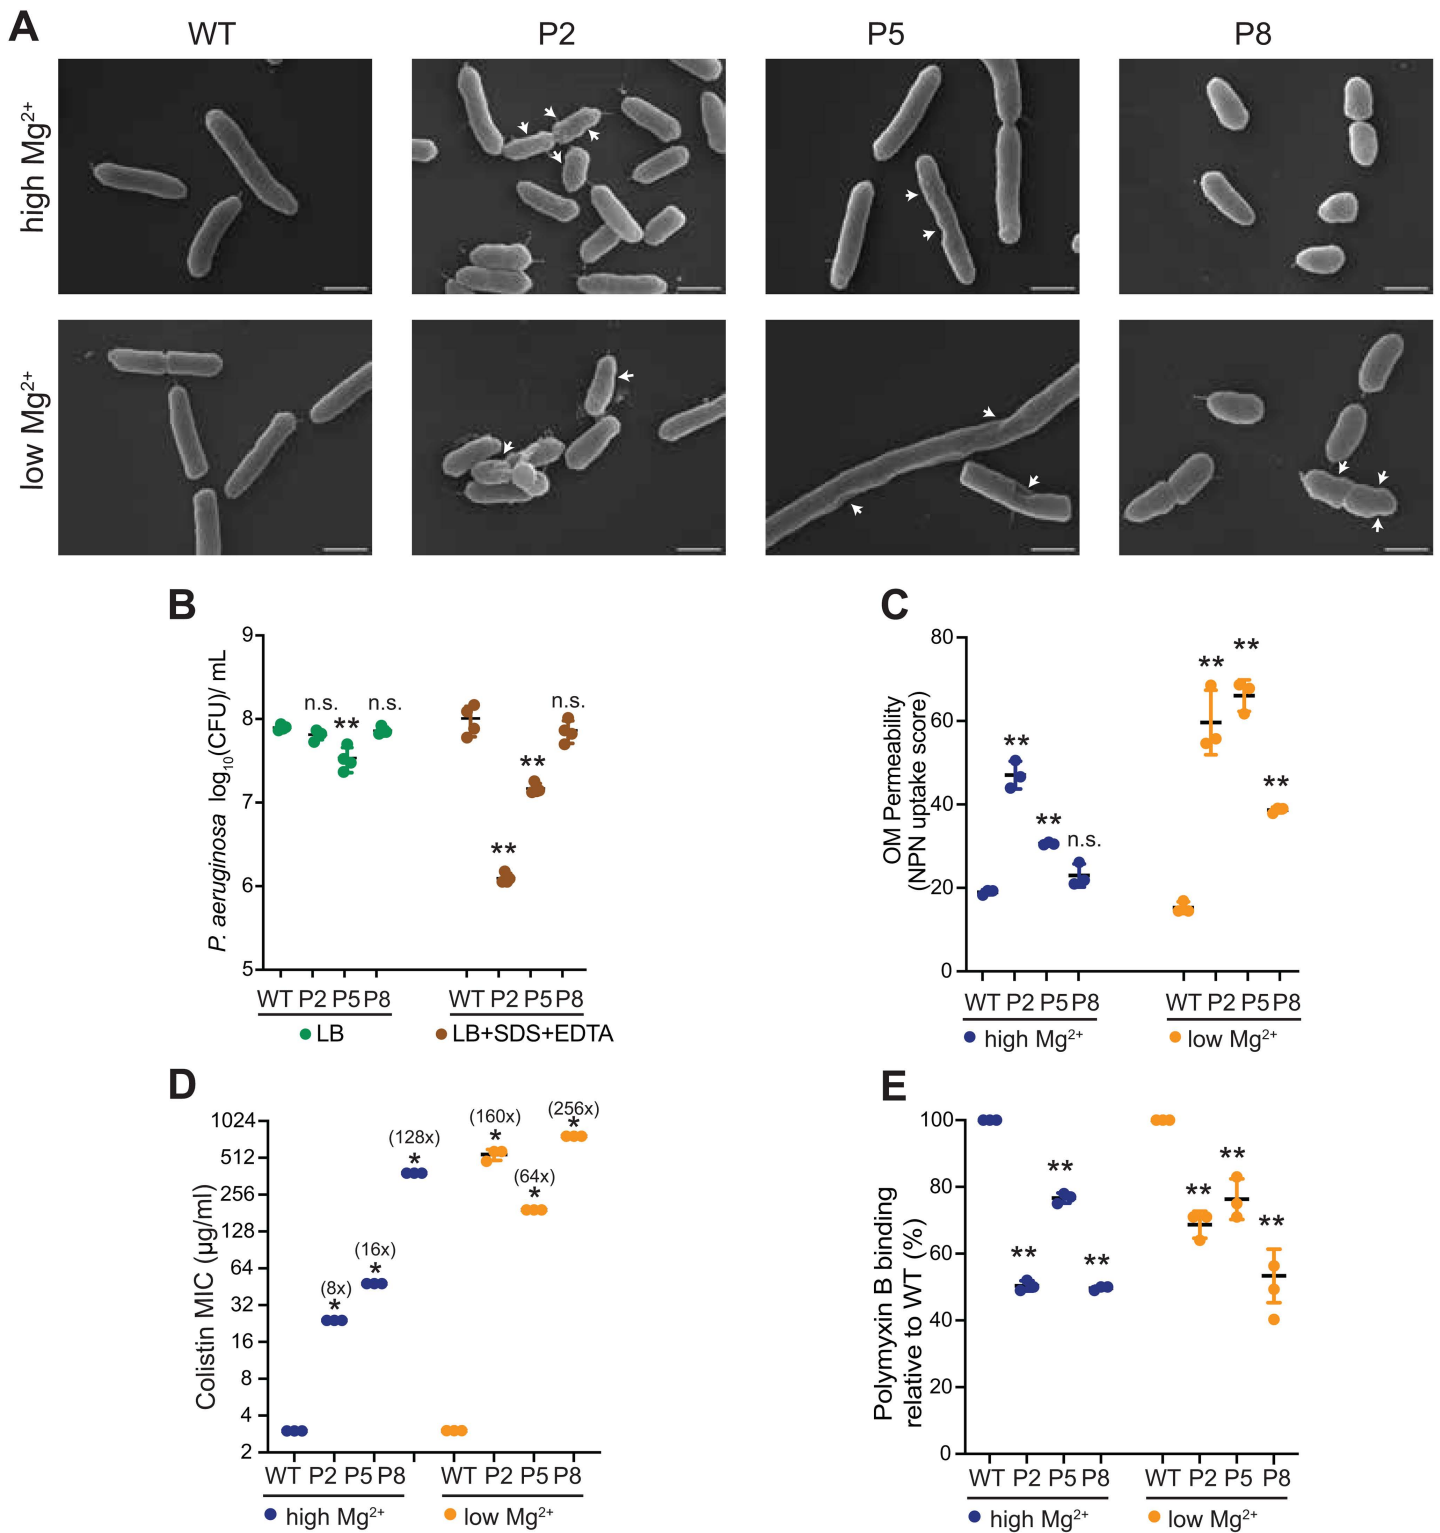 A
WT P2 P5 P8
high Mg²⁺
low Mg²⁺
B
P. aeruginosa log₁₀(CFU)/ mL
9
8
7
6
5
n.s. ** n.s.
** ** n.s.
WT P2 P5 P8 WT P2 P5 P8
LB LB+SDS+EDTA
C
OM Permeability
(NPN uptake score)
80
60
40
20
0
** ** n.s.
** ** **
WT P2 P5 P8 WT P2 P5 P8
high Mg²⁺ low Mg²⁺
D
Colistin MIC (µg/ml)
1024
512
256
128
64
32
16
8
4
2
(8x) (16x) (128x)
* * *
(160x) (64x) (256x)
* * *
WT P2 P5 P8 WT P2 P5 P8
high Mg²⁺ low Mg²⁺
E
Polymyxin B binding
relative to WT (%)
100
80
60
40
20
0
** ** **
** ** **
WT P2 P5 P8 WT P2 P5 P8
high Mg²⁺ low Mg²⁺